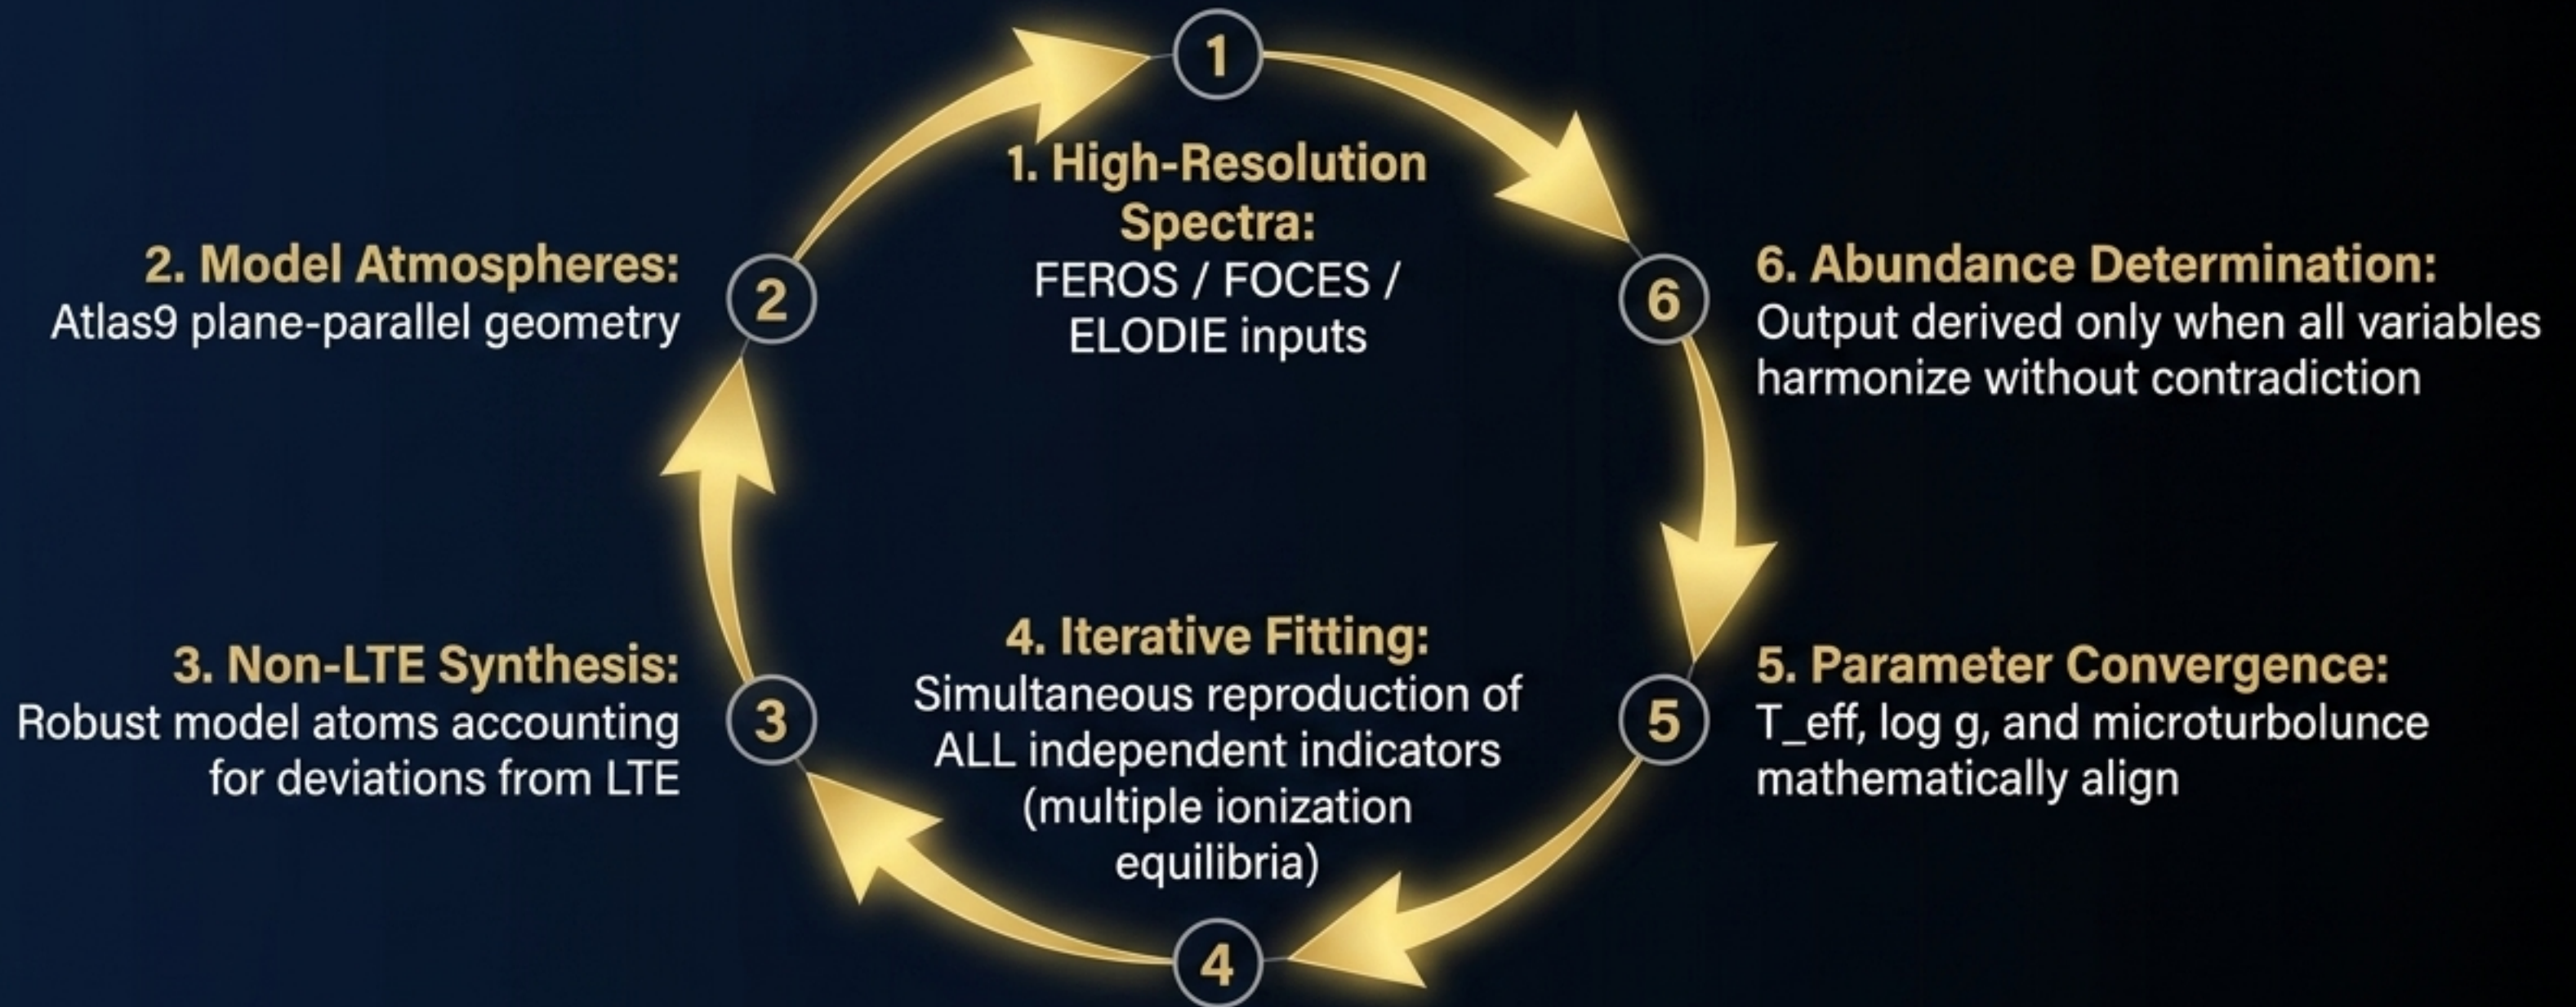 1
1. High-Resolution
Spectra:
FEROS / FOCES /
ELODIE inputs
2
2. Model Atmospheres:
Atlas9 plane-parallel geometry
3
3. Non-LTE Synthesis:
Robust model atoms accounting
for deviations from LTE
4. Iterative Fitting:
Simultaneous reproduction of
ALL independent indicators
(multiple ionization
equilibria)
4
5
5. Parameter Convergence:
T_eff, log g, and microturbolunce
mathematically align
6
6. Abundance Determination:
Output derived only when all variables
harmonize without contradiction